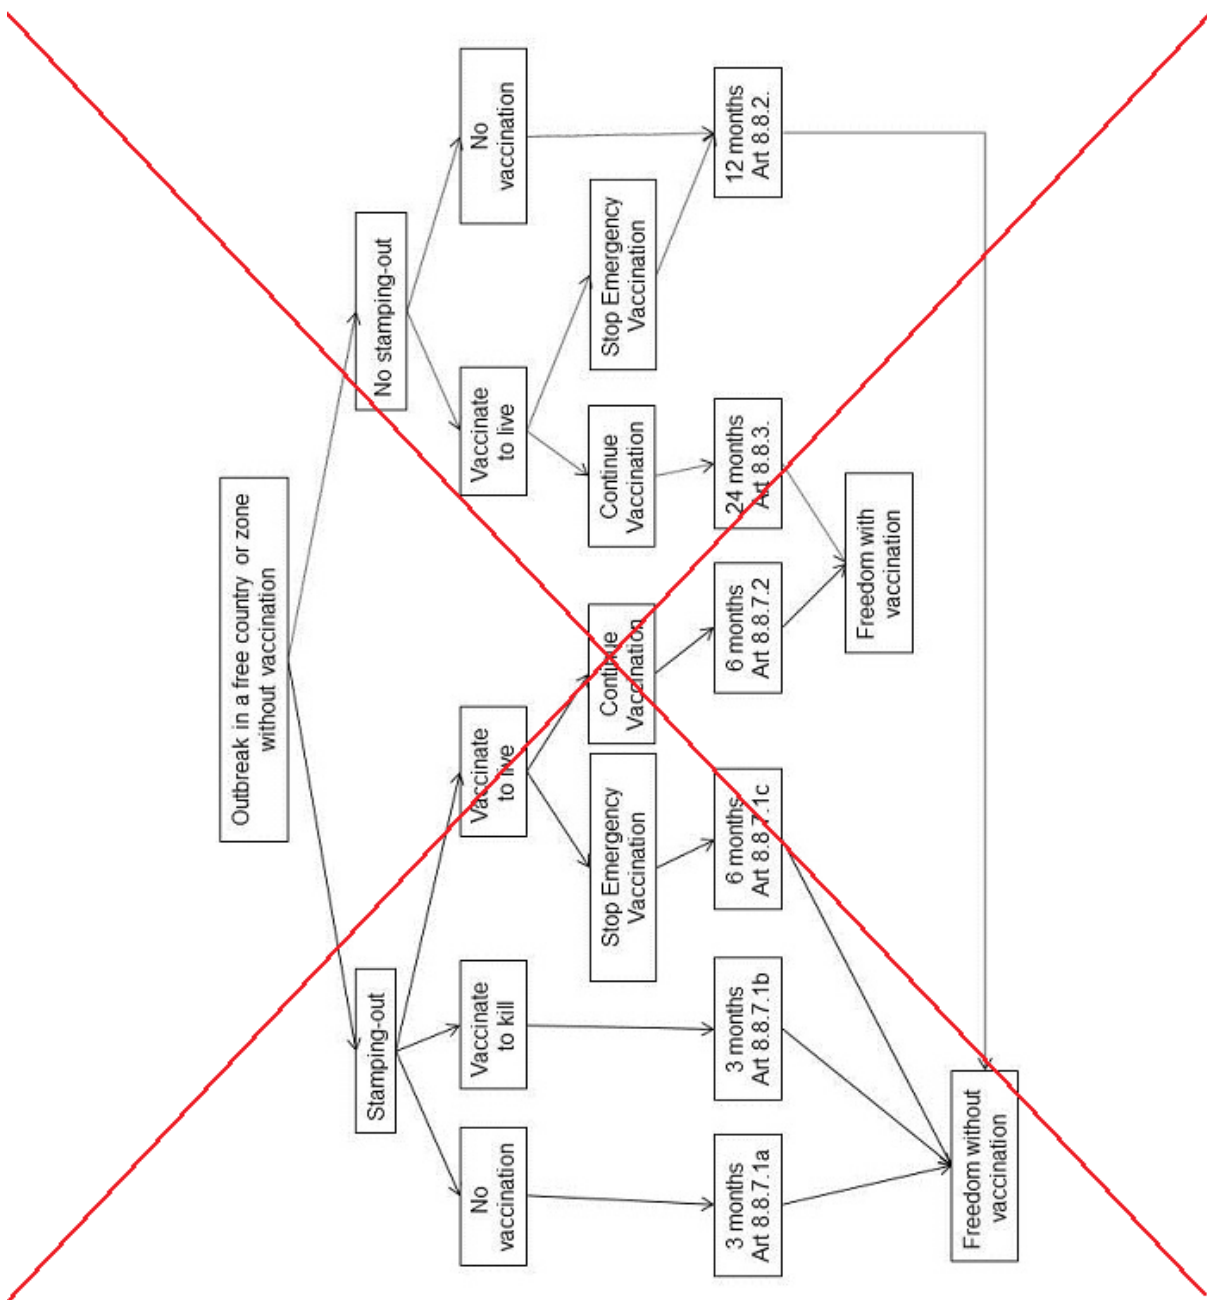 Outbreak in a free country or zone
without vaccination
Stamping-out
No stamping-out
No
vaccination
Vaccinate
to kill
Vaccinate
to live
Vaccinate
to live
No
vaccination
Stop Emergency
Vaccination
Continue
Vaccination
Continue
Vaccination
Stop Emergency
Vaccination
3 months
Art 8.8.7.1a
3 months
Art 8.8.7.1b
6 months
Art 8.8.7.1c
6 months
Art 8.8.7.2
24 months
Art 8.8.3.
12 months
Art 8.8.2.
Freedom with
vaccination
Freedom without
vaccination